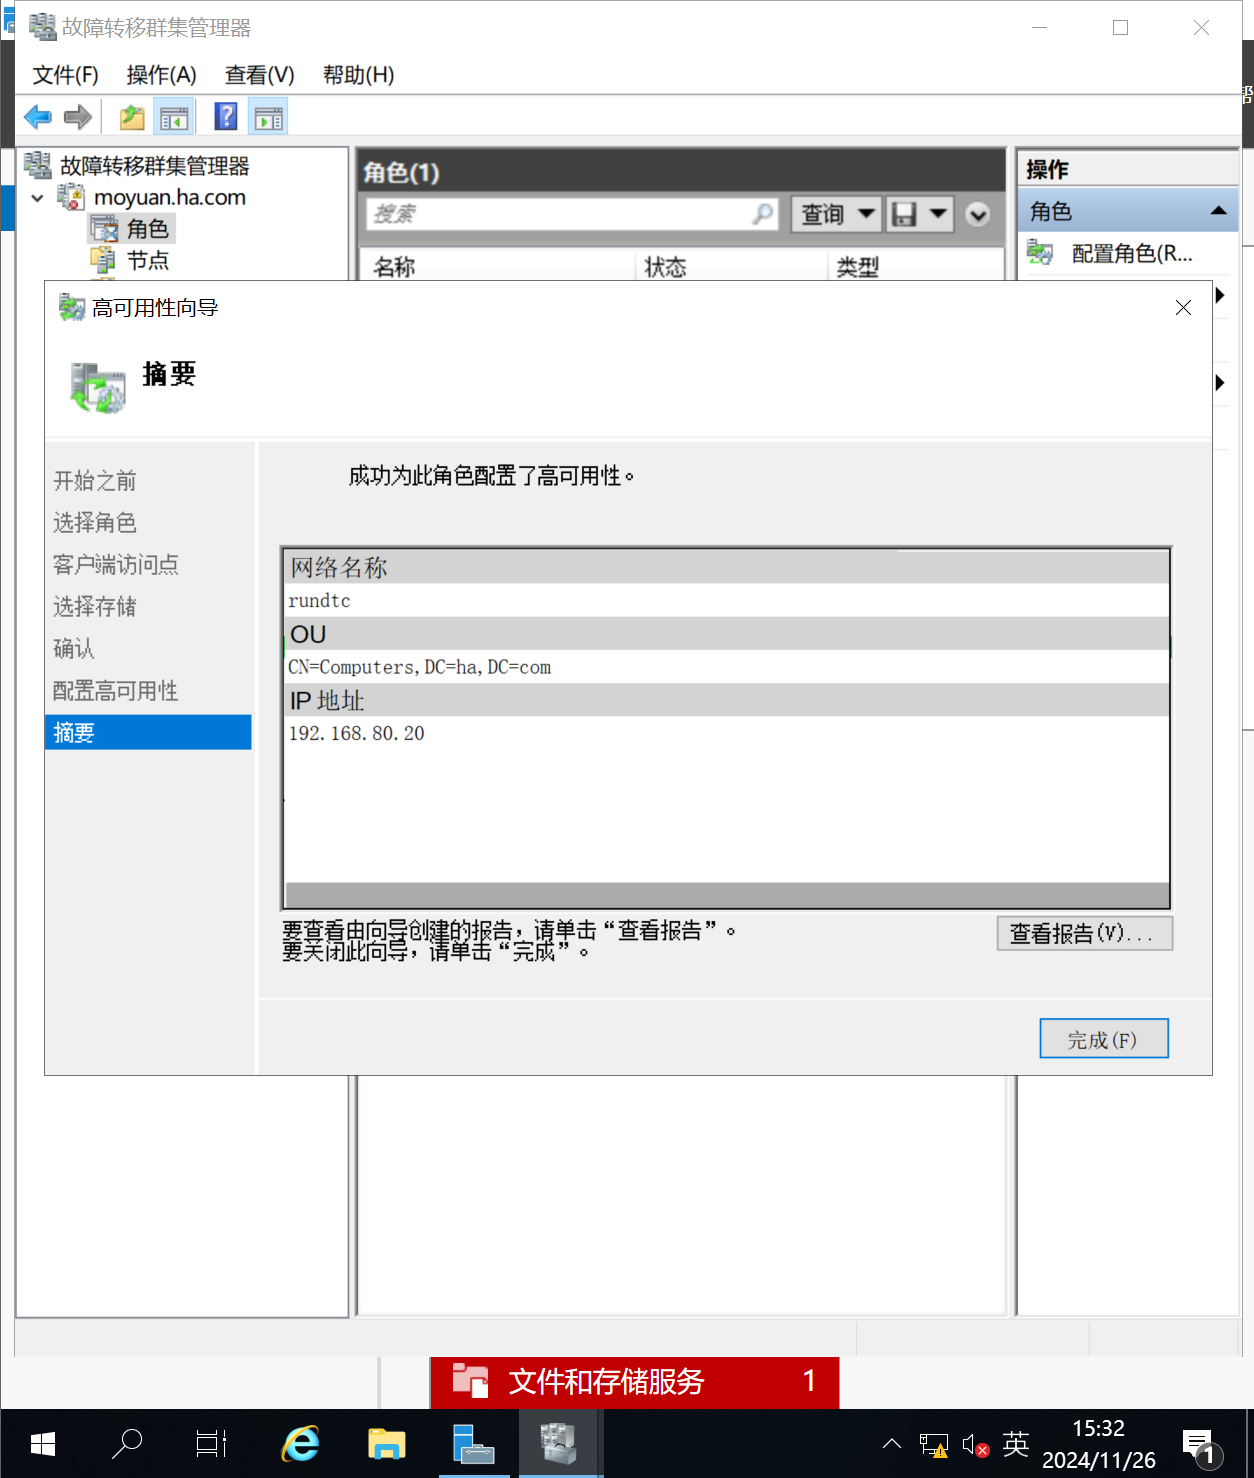 故障转移群集管理器
文件(F) 操作(A) 查看(V) 帮助(H)
帮
故障转移群集管理器
moyuan.ha.com
角色
节点
角色(1)
搜索
查询
名称 状态 类型
操作
角色
配置角色(R...
高可用性向导
摘要
开始之前
选择角色
客户端访问点
选择存储
确认
配置高可用性
摘要
成功为此角色配置了高可用性。
网络名称
rundtc
OU
CN=Computers,DC=ha,DC=com
IP 地址
192.168.80.20
要查看由向导创建的报告，请单击“查看报告”。
要关闭此向导，请单击“完成”。
查看报告(V)...
完成(F)
文件和存储服务 1
英
15:32
2024/11/26
1